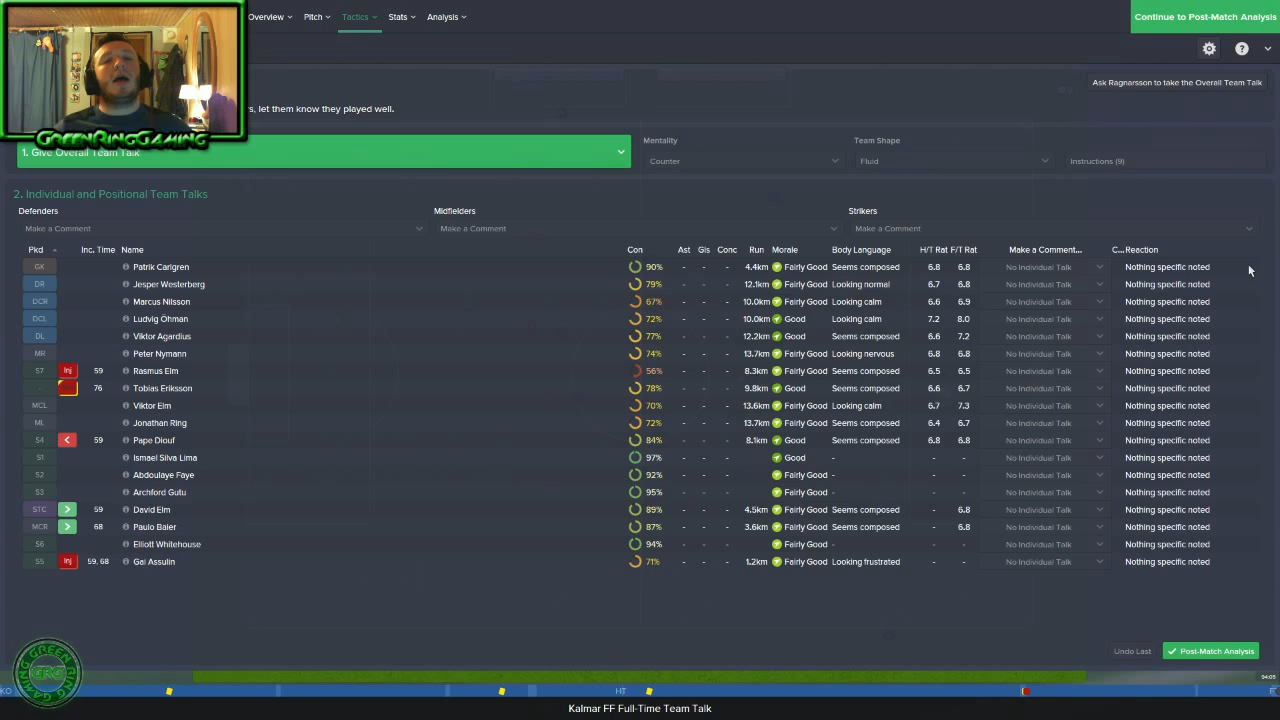 Overview Pitch Tactics Stats Analysis Continue to Post-Match Analysis
Ask Ragnarsson to take the Overall Team Talk
s, let them know they played well.
GREENRINGGAMING
1. Give Overall Team Talk
Mentality Team Shape
Counter Fluid Instructions (9)
2. Individual and Positional Team Talks
Defenders Midfielders Strikers
Make a Comment Make a Comment Make a Comment
Pkd Inc. Time Name Con Ast Gls Conc Run Morale Body Language H/T Rat F/T Rat Make a Comment... C... Reaction
GK Patrik Carlgren 90% - - - 4.4km Fairly Good Seems composed 6.8 6.8 No Individual Talk Nothing specific noted
DR Jesper Westerberg 79% - - - 12.1km Fairly Good Looking normal 6.7 6.8 No Individual Talk Nothing specific noted
DCR Marcus Nilsson 67% - - - 10.0km Fairly Good Looking calm 6.6 6.9 No Individual Talk Nothing specific noted
DCL Ludvig Öhman 72% - - - 10.0km Good Looking calm 7.2 8.0 No Individual Talk Nothing specific noted
DL Viktor Agardius 77% - - - 12.2km Good Seems composed 6.6 7.2 No Individual Talk Nothing specific noted
MR Peter Nymann 74% - - - 13.7km Fairly Good Looking nervous 6.8 6.8 No Individual Talk Nothing specific noted
S7 Inj 59 Rasmus Elm 56% - - - 8.3km Fairly Good Seems composed 6.5 6.5 No Individual Talk Nothing specific noted
- 76 Tobias Eriksson 78% - - - 9.8km Good Seems composed 6.6 6.7 No Individual Talk Nothing specific noted
MCL Viktor Elm 70% - - - 13.6km Fairly Good Looking calm 6.7 7.3 No Individual Talk Nothing specific noted
ML Jonathan Ring 72% - - - 13.7km Fairly Good Seems composed 6.4 6.7 No Individual Talk Nothing specific noted
S4 59 Pape Diouf 84% - - - 8.1km Good Seems composed 6.8 6.8 No Individual Talk Nothing specific noted
S1 Ismael Silva Lima 97% - - - Good - - - No Individual Talk Nothing specific noted
S2 Abdoulaye Faye 92% - - - Fairly Good - - - No Individual Talk Nothing specific noted
S3 Archford Gutu 95% - - - Fairly Good - - - No Individual Talk Nothing specific noted
STC 59 David Elm 89% - - - 4.5km Fairly Good Seems composed - 6.8 No Individual Talk Nothing specific noted
MCR 68 Paulo Baier 87% - - - 3.6km Fairly Good Seems composed - 6.8 No Individual Talk Nothing specific noted
S6 Elliott Whitehouse 94% - - - Fairly Good - - - No Individual Talk Nothing specific noted
S5 Inj 59, 68 Gai Assulin 71% - - - 1.2km Fairly Good Looking frustrated - - No Individual Talk Nothing specific noted
Undo Last Post-Match Analysis
GREEN RING GAMING
GRG
94:05
KO HT F
Kalmar FF Full-Time Team Talk